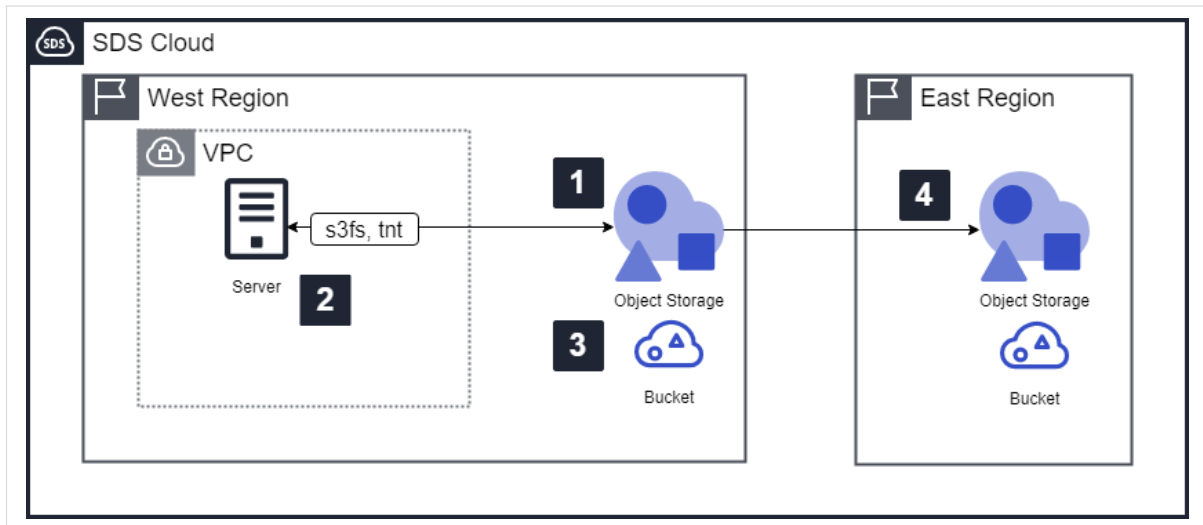 SDS
SDS Cloud
West Region
VPC
s3fs, tnt
Server
2
1
Object Storage
3
Bucket
East Region
4
Object Storage
Bucket